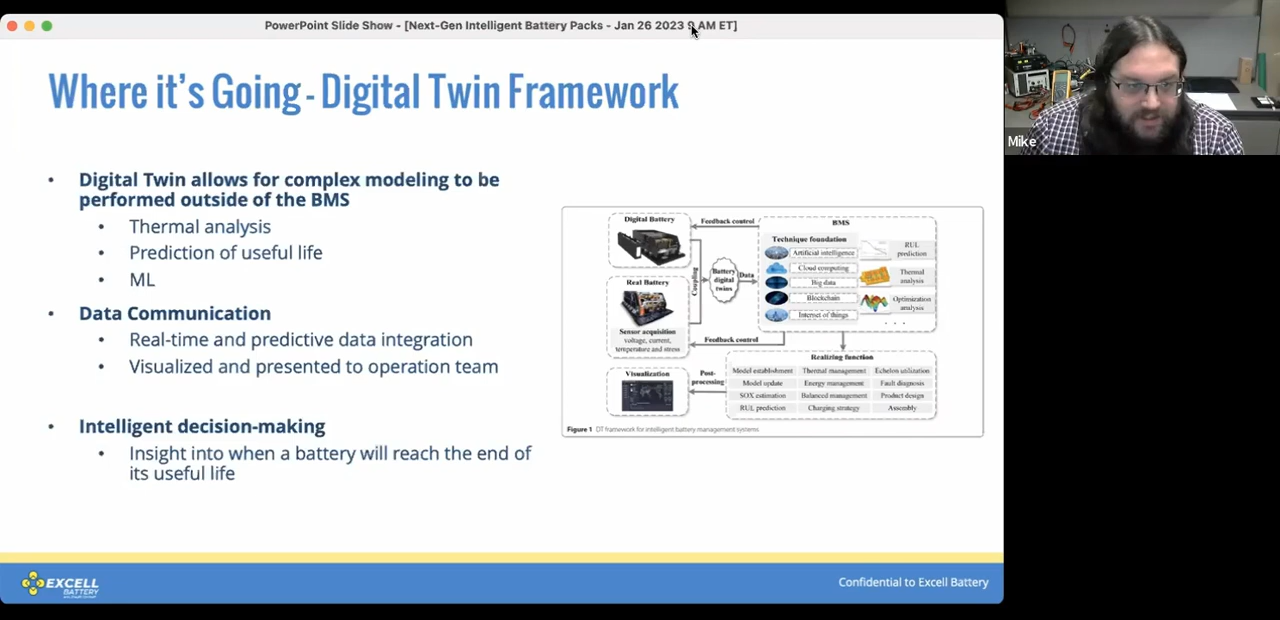 PowerPoint Slide Show - [Next-Gen Intelligent Battery Packs - Jan 26 2023 9 AM ET]
Where it's Going - Digital Twin Framework
• Digital Twin allows for complex modeling to be
performed outside of the BMS
• Thermal analysis
• Prediction of useful life
• ML
• Data Communication
• Real-time and predictive data integration
• Visualized and presented to operation team
• Intelligent decision-making
• Insight into when a battery will reach the end of
its useful life
Digital Battery
Feedback control
BMS
Technique foundation
Artificial intelligence
Cloud computing
Big data
Blockchain
Internet of things
RUL
prediction
Thermal
analysis
Optimization
analysis
. . .
Coupling
Battery
digital
twins
Data
Real Battery
Sensor acquisition
voltage, current,
temperature and stress
Feedback control
Realizing function
Model establishment
Thermal management
Echelon utilization
Model update
Energy management
Fault diagnosis
SOX estimation
Balanced management
Product design
RUL prediction
Charging strategy
Assembly
Post-
processing
Visualization
Figure 1 DT framework for intelligent battery management systems
EXCELL
BATTERY
Confidential to Excell Battery
Mike